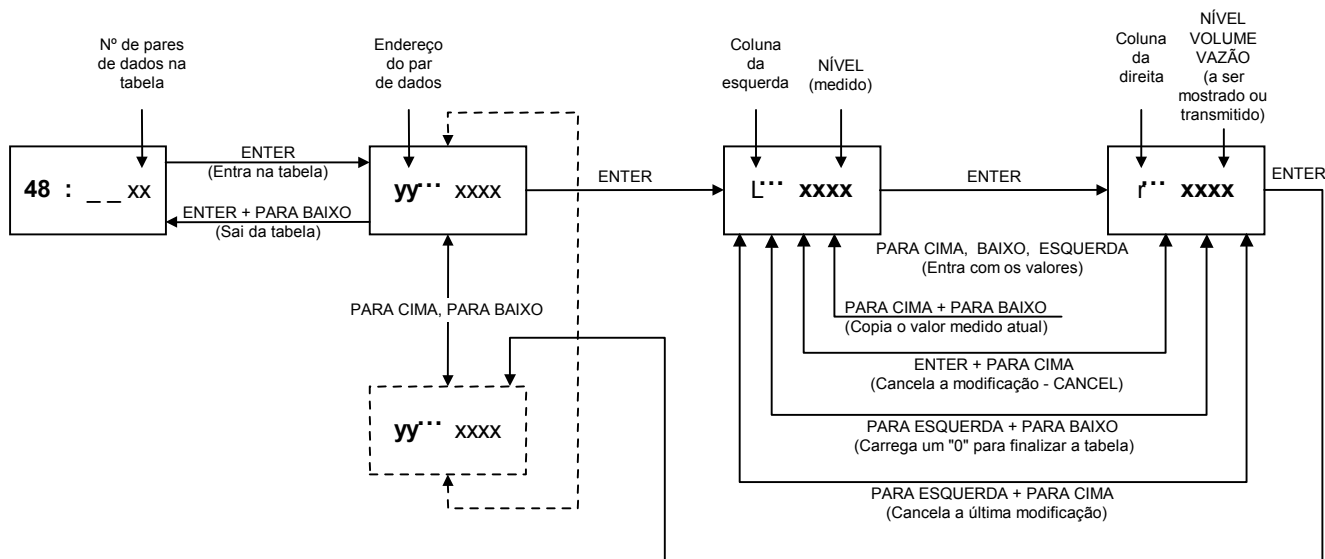 Nº de pares
de dados na
tabela
Endereço
do par
de dados
Coluna
da
esquerda
NÍVEL
(medido)
Coluna
da
direita
NÍVEL
VOLUME
VAZÃO
(a ser
mostrado ou
transmitido)
48 : _ _ xx
ENTER
(Entra na tabela)
ENTER + PARA BAIXO
(Sai da tabela)
yy··· xxxx
ENTER
L··· xxxx
ENTER
r··· xxxx
ENTER
PARA CIMA, BAIXO, ESQUERDA
(Entra com os valores)
PARA CIMA, PARA BAIXO
PARA CIMA + PARA BAIXO
(Copia o valor medido atual)
ENTER + PARA CIMA
(Cancela a modificação - CANCEL)
yy··· xxxx
PARA ESQUERDA + PARA BAIXO
(Carrega um "0" para finalizar a tabela)
PARA ESQUERDA + PARA CIMA
(Cancela a última modificação)